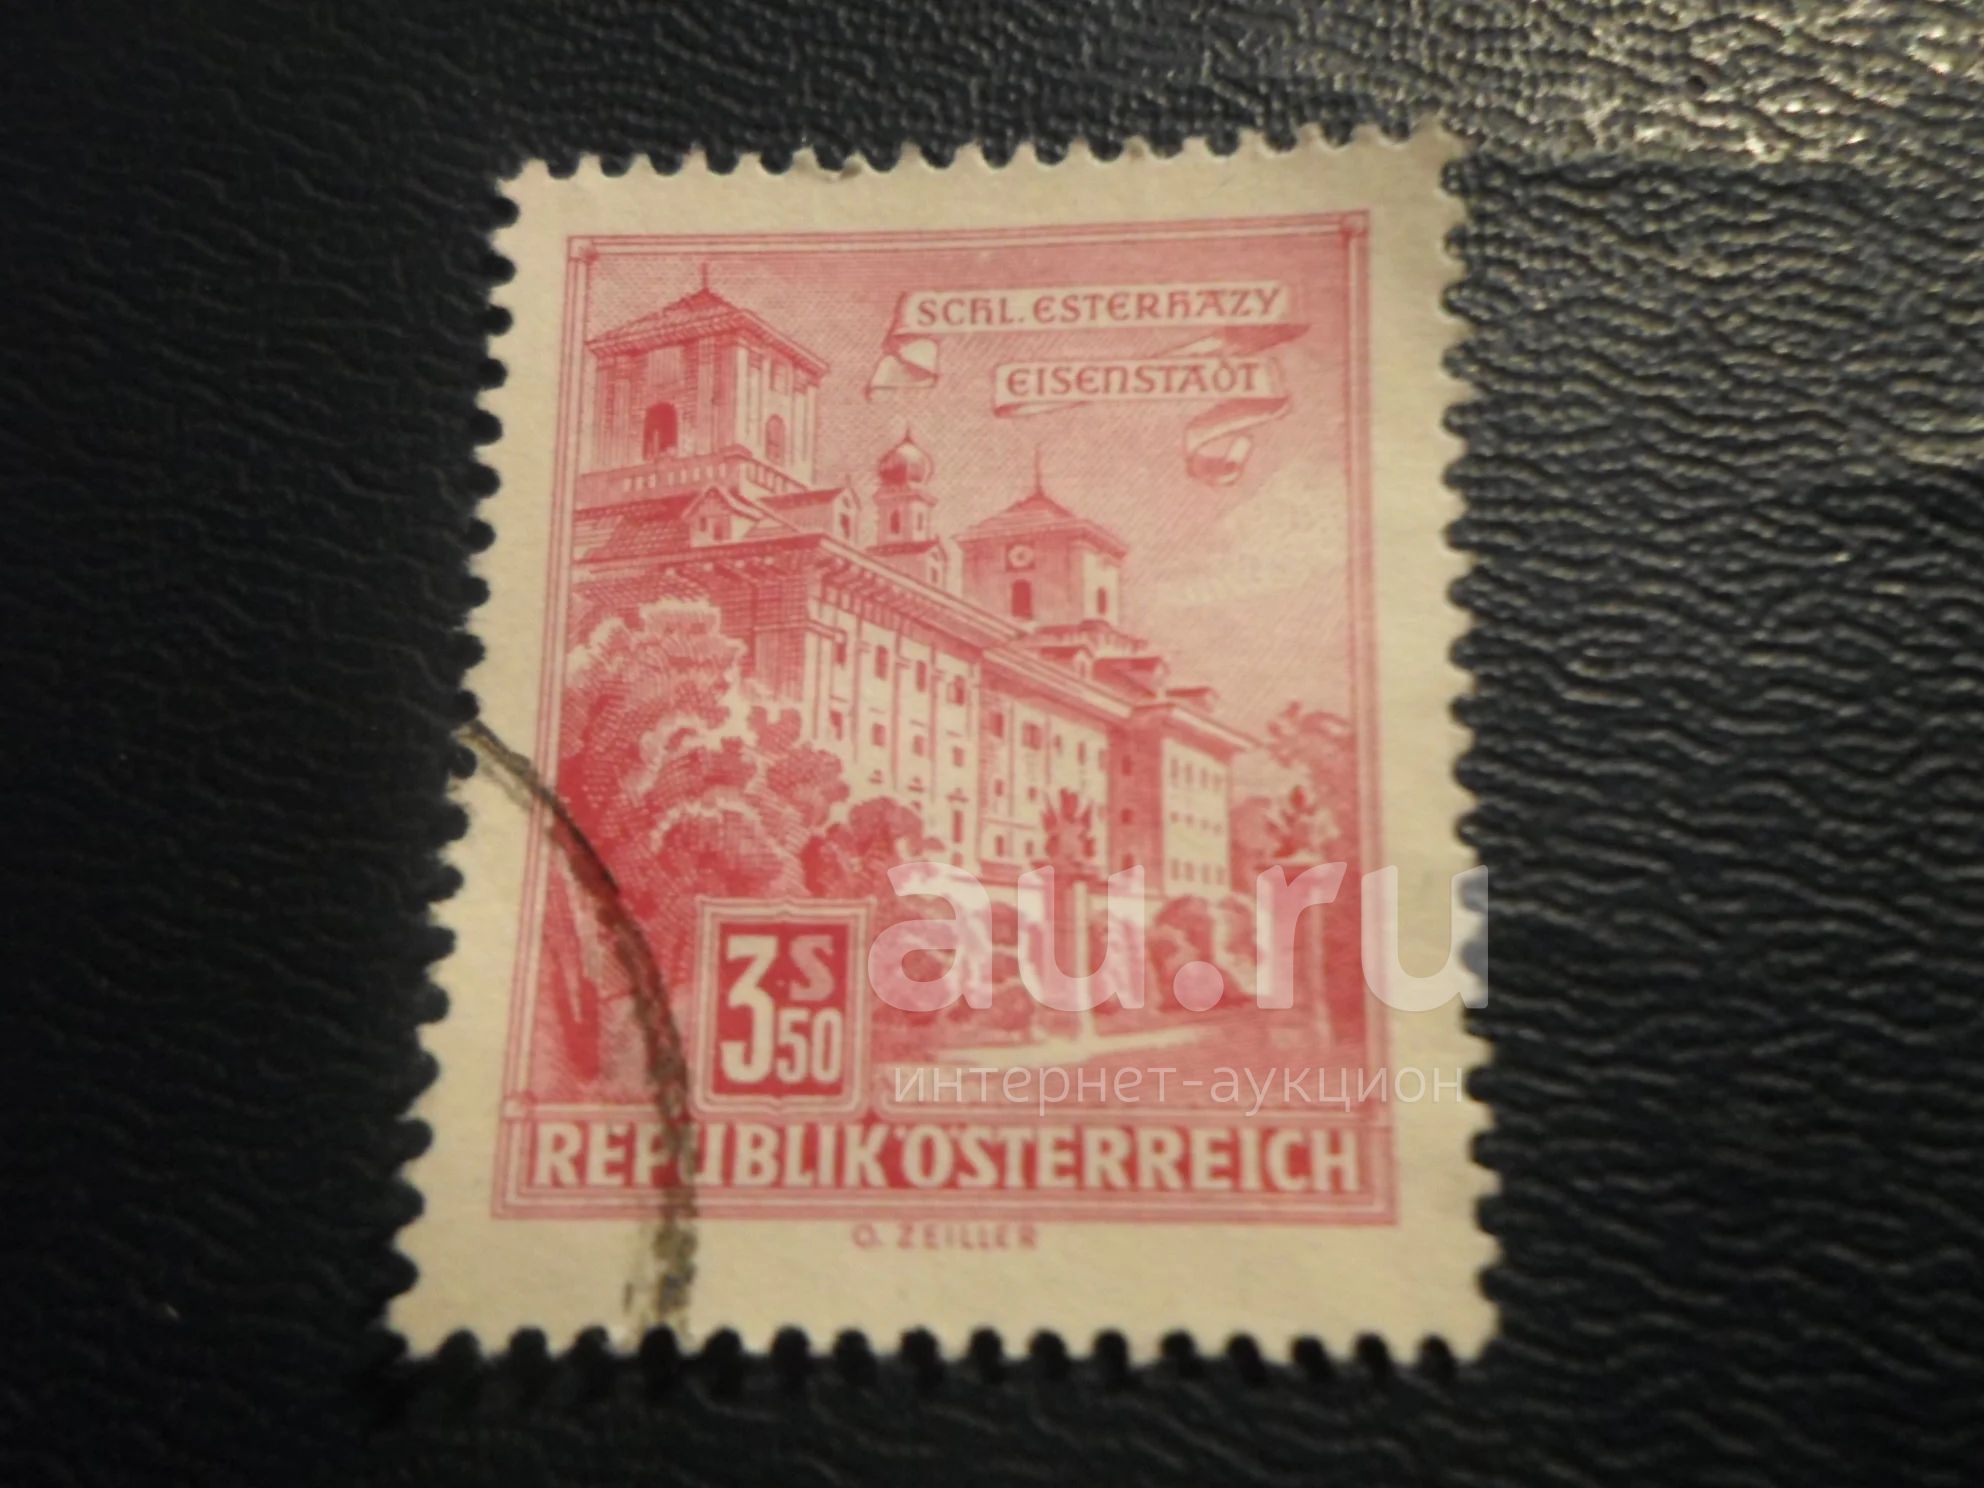 SCHL. ESTERHAZY
EISENSTADT
3 S
50
REPUBLIK ÖSTERREICH
O. ZEILLER
au.ru
интернет-аукцион